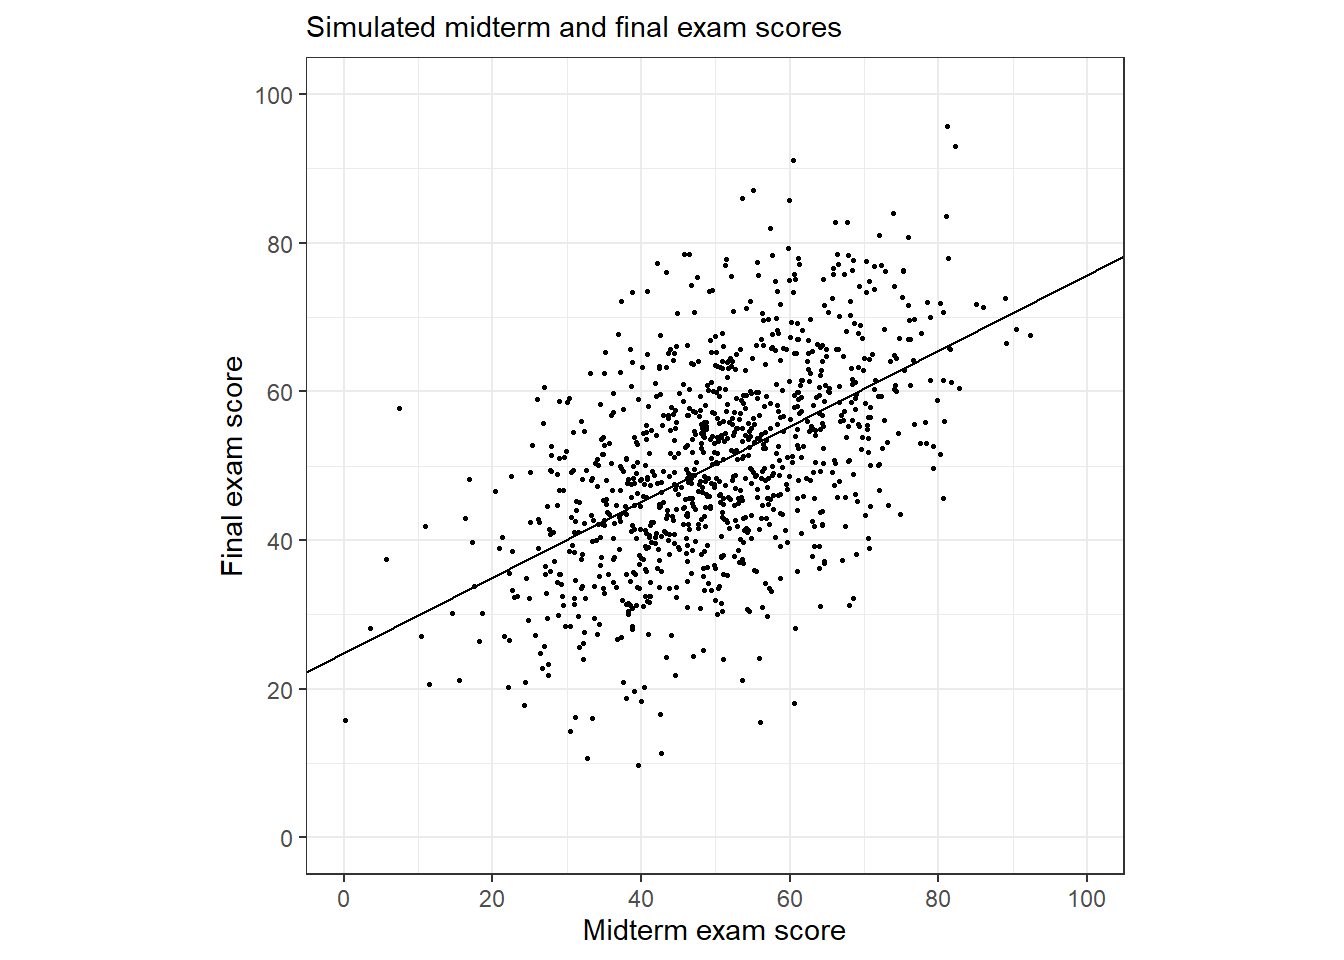 Simulated midterm and final exam scores
100
80
60
40
20
0
Final exam score
0 20 40 60 80 100
Midterm exam score